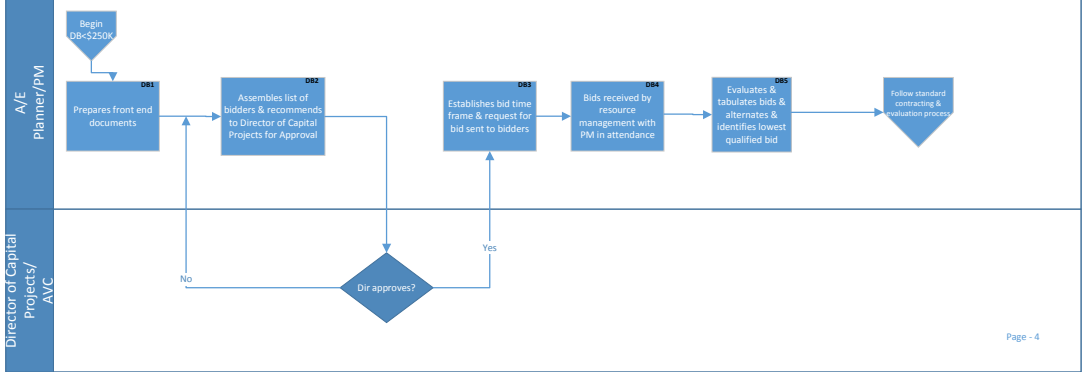 A/E
Planner/PM
Begin
DB<$250K
DB1
Prepares front end
documents
DB2
Assembles list of
bidders & recommends
to Director of Capital
Projects for Approval
DB3
Establishes bid time
frame & request for
bid sent to bidders
DB4
Bids received by
resource
management with
PM in attendance
DB5
Evaluates &
tabulates bids &
alternates &
identifies lowest
qualified bid
Follow standard
contracting &
evaluation process
Director of Capital
Projects/
AVC
No
Dir approves?
Yes
Page - 4